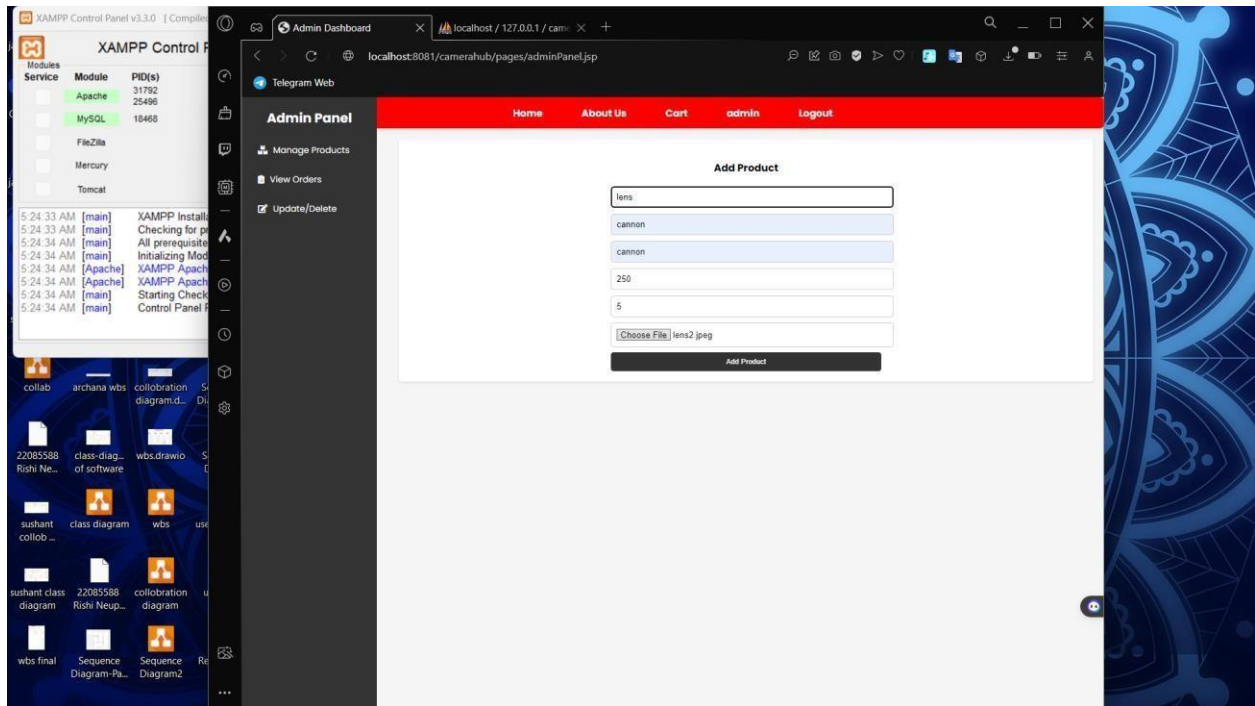 XAMPP Control Panel v3.3.0 [ Compiled
XAMPP Control P
Modules
Service Module PID(s)
Apache 31792
25496
MySQL 18468
FileZilla
Mercury
Tomcat
5:24:33 AM [main] XAMPP Installa
5:24:33 AM [main] Checking for pr
5:24:34 AM [main] All prerequisite
5:24:34 AM [main] Initializing Mod
5:24:34 AM [Apache] XAMPP Apach
5:24:34 AM [Apache] XAMPP Apach
5:24:34 AM [main] Starting Check
5:24:34 AM [main] Control Panel R
Admin Dashboard
localhost / 127.0.0.1 / came
localhost:8081/camerahub/pages/adminPanel.jsp
Telegram Web
Admin Panel
Manage Products
View Orders
Update/Delete
Home About Us Cart admin Logout
Add Product
lens
cannon
cannon
250
5
Choose File lens2.jpeg
Add Product
collab
archana wbs
collobration
diagram.d...
22085588
Rishi Ne...
class-diag...
of software
wbs.drawio
sushant
collob ...
class diagram
wbs
use
sushant class
diagram
22085588
Rishi Neup...
collobration
diagram
wbs final
Sequence
Diagram-Pa...
Sequence
Diagram2
Re